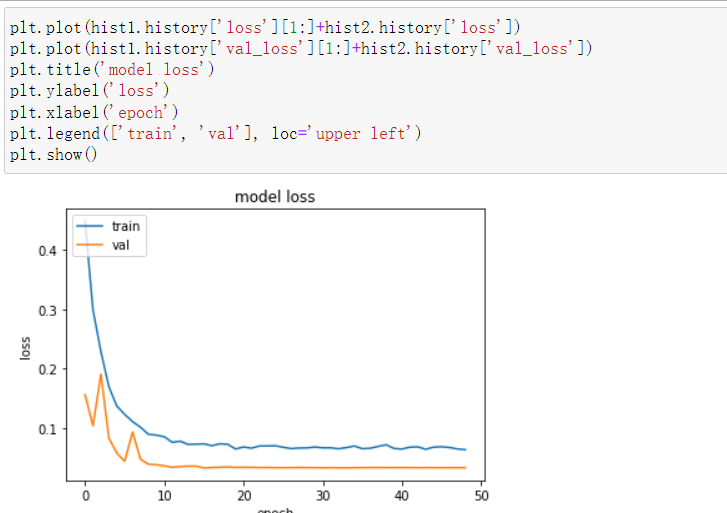 plt.plot(hist1.history['loss'][1:]+hist2.history['loss'])
plt.plot(hist1.history['val_loss'][1:]+hist2.history['val_loss'])
plt.title('model loss')
plt.ylabel('loss')
plt.xlabel('epoch')
plt.legend(['train', 'val'], loc='upper left')
plt.show()
model loss
train
val
0.4
0.3
0.2
0.1
loss
0 10 20 30 40 50
epoch